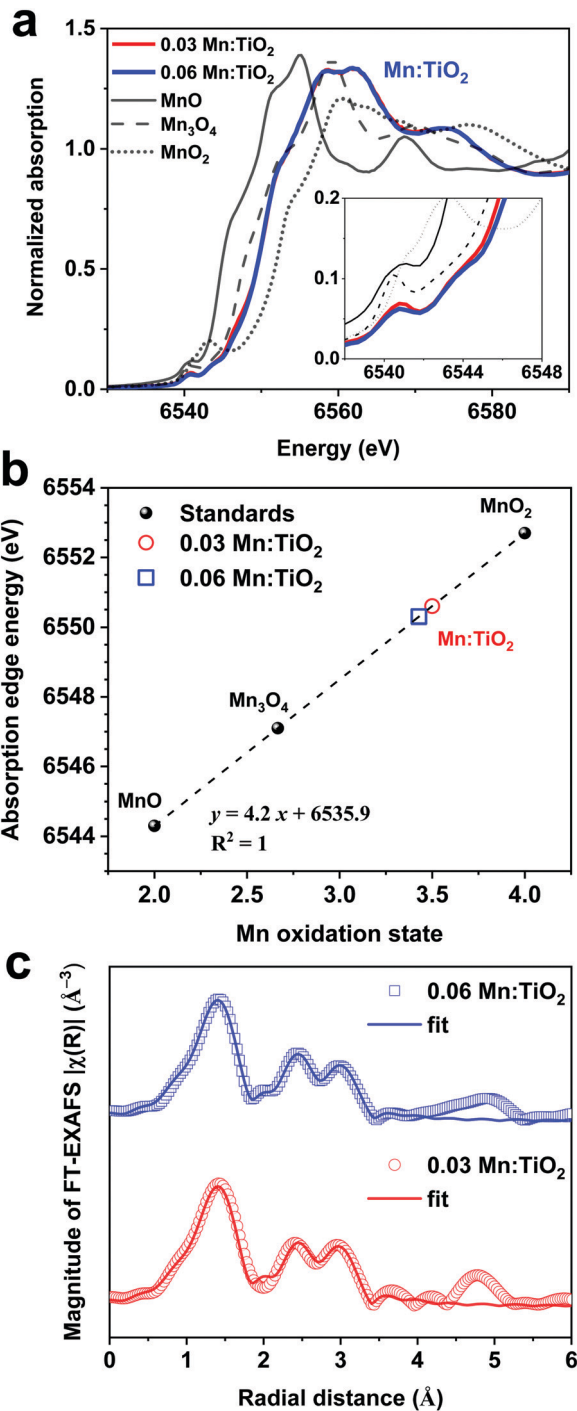 a
Normalized absorption
1.5
1.0
0.5
0.0
0.03 Mn:TiO₂
0.06 Mn:TiO₂
MnO
Mn₃O₄
MnO₂
Mn:TiO₂
0.2
0.1
0.0
6540 6544 6548
6540 6560 6580
Energy (eV)
b
Absorption edge energy (eV)
6554
6552
6550
6548
6546
6544
Standards
0.03 Mn:TiO₂
0.06 Mn:TiO₂
MnO₂
Mn:TiO₂
Mn₃O₄
MnO
y = 4.2 x + 6535.9
R² = 1
2.0 2.5 3.0 3.5 4.0
Mn oxidation state
c
Magnitude of FT-EXAFS |χ(R)| (Å⁻³)
0.06 Mn:TiO₂
fit
0.03 Mn:TiO₂
fit
0 1 2 3 4 5 6
Radial distance (Å)